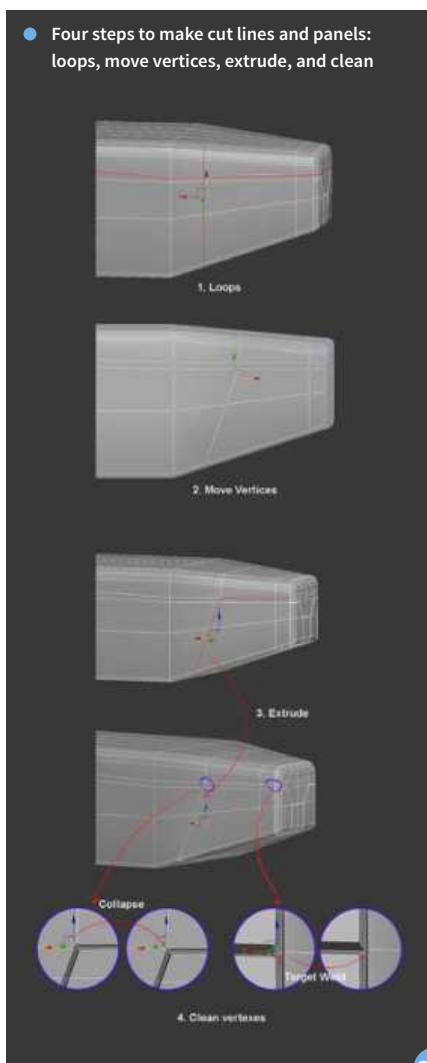 Four steps to make cut lines and panels:
loops, move vertices, extrude, and clean
1. Loops
2. Move Vertices
3. Extrude
Collapse
Target Weld
4. Clean vertexes